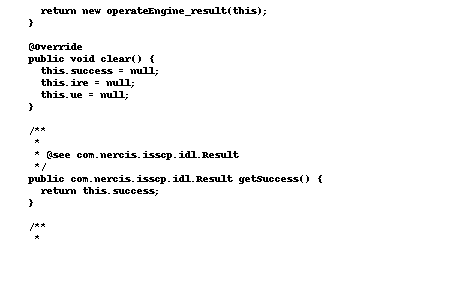 return new operateEngine_result(this);
  }

  @Override
  public void clear() {
    this.success = null;
    this.ire = null;
    this.ue = null;
  }

  /**
   *
   * @see com.nercis.isscp.idl.Result
   */
  public com.nercis.isscp.idl.Result getSuccess() {
    return this.success;
  }

  /**
   *